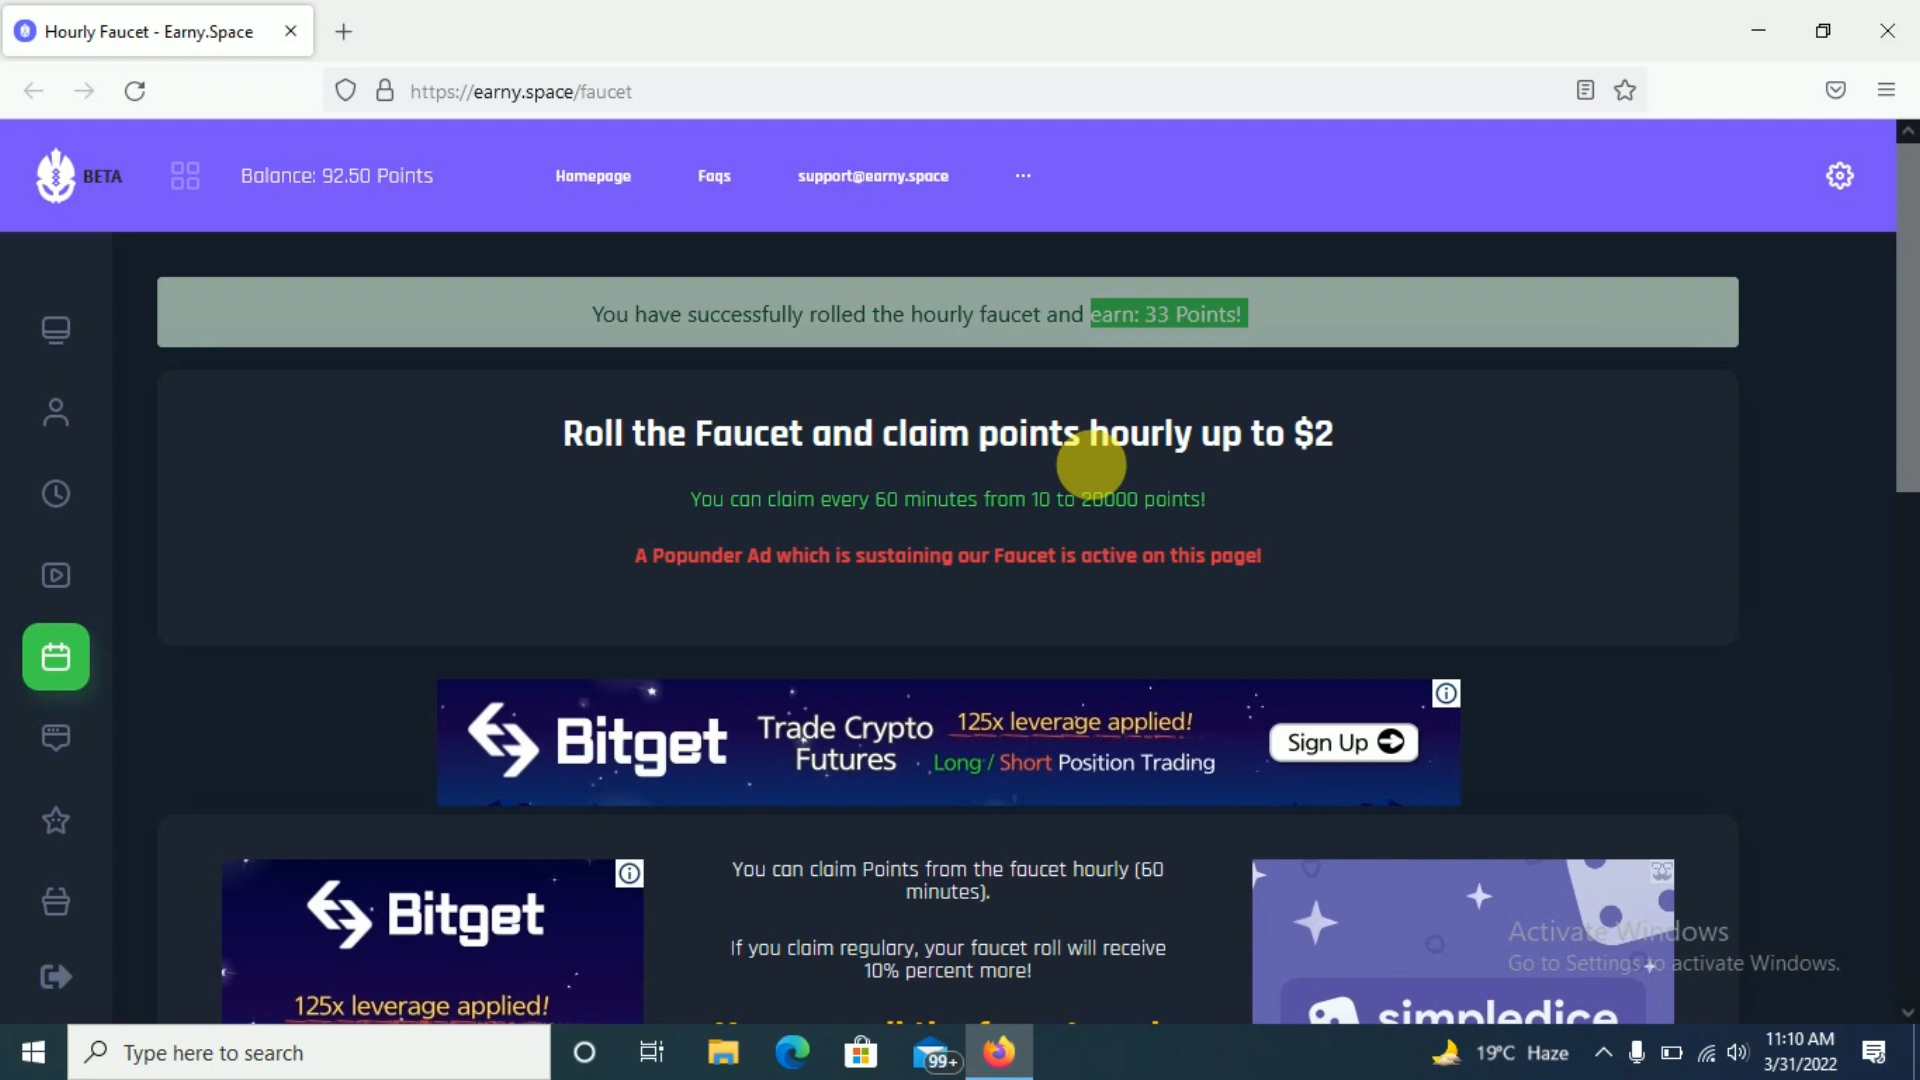 Hourly Faucet - Earny.Space
https://earny.space/faucet
BETA
Balance: 92.50 Points
Homepage
Faqs
support@earny.space
...
You have successfully rolled the hourly faucet and earn: 33 Points!
Roll the Faucet and claim points hourly up to $2
You can claim every 60 minutes from 10 to 20000 points!
A Popunder Ad which is sustaining our Faucet is active on this page!
Bitget
Trade Crypto
Futures
125x leverage applied!
Long / Short Position Trading
Sign Up
Bitget
125x leverage applied!
You can claim Points from the faucet hourly (60
minutes).
If you claim regulary, your faucet roll will receive
10% percent more!
simpledice
Activate Windows
Go to Settings to activate Windows.
Type here to search
99+
19°C Haze
11:10 AM
3/31/2022